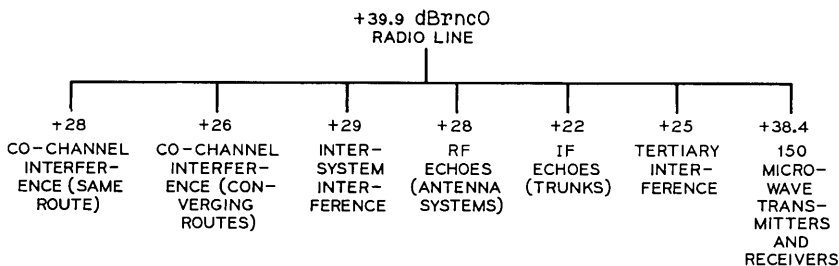 +39.9 dBrnc0
RADIO LINE
+28
CO-CHANNEL
INTERFER-
ENCE (SAME
ROUTE)
+26
CO-CHANNEL
INTERFER-
ENCE (CON-
VERGING
ROUTES)
+29
INTER-
SYSTEM
INTER-
FERENCE
+28
RF
ECHOES
(ANTENNA
SYSTEMS)
+22
IF
ECHOES
(TRUNKS)
+25
TERTIARY
INTER-
FERENCE
+38.4
150
MICRO-
WAVE
TRANS-
MITTERS
AND
RECEIVERS